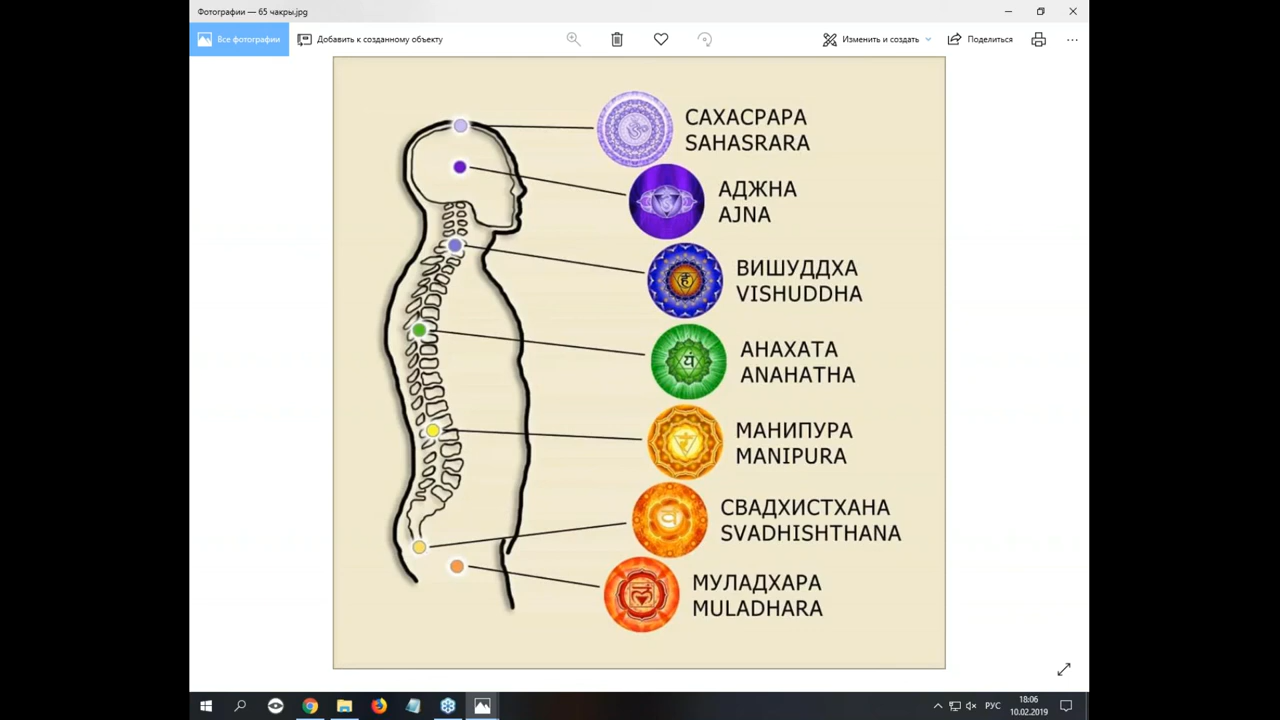 Фотографии — 65 чакры.jpg
Все фотографии
Добавить к созданному объекту
Изменить и создать
Поделиться
САХАСРАРА
SAHASRARA
АДЖНА
AJNA
ВИШУДДХА
VISHUDDHA
АНАХАТА
ANAHATHA
МАНИПУРА
MANIPURA
СВАДХИСТХАНА
SVADHISHTHANA
МУЛАДХАРА
MULADHARA
РУС
18:06
10.02.2019